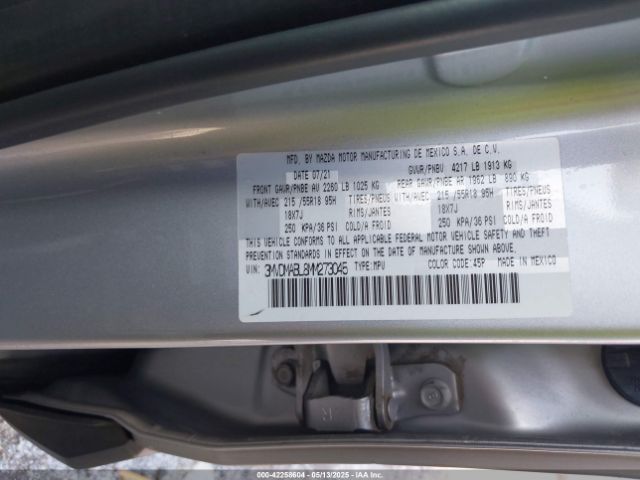 MFD. BY MAZDA MOTOR MANUFACTURING DE MEXICO S.A. DE C.V.
DATE 07/21 GVWR/PNBV 4217 LB 1913 KG
FRONT GAWR/PNBE AV 2260 LB 1025 KG REAR GAWR/PNBE AR 1962 LB 890 KG
WITH/AVEC 215 /55R18 95H TIRES/PNEUS WITH/AVEC 215 /55R18 95H TIRES/PNEUS
18X7J RIMS/JANTES 18X7J RIMS/JANTES
250 KPA/36 PSI COLD/A FROID 250 KPA/36 PSI COLD/A FROID
THIS VEHICLE CONFORMS TO ALL APPLICABLE FEDERAL MOTOR VEHICLE SAFETY, BUMPER,
AND THEFT PREVENTION STANDARDS IN EFFECT ON THE DATE OF MANUFACTURE SHOWN ABOVE.
VIN: 3MVDMABL8MM273045 TYPE: MPV COLOR CODE: 45P MADE IN MEXICO
000-42258604 05/13/2025 IAAI.COM